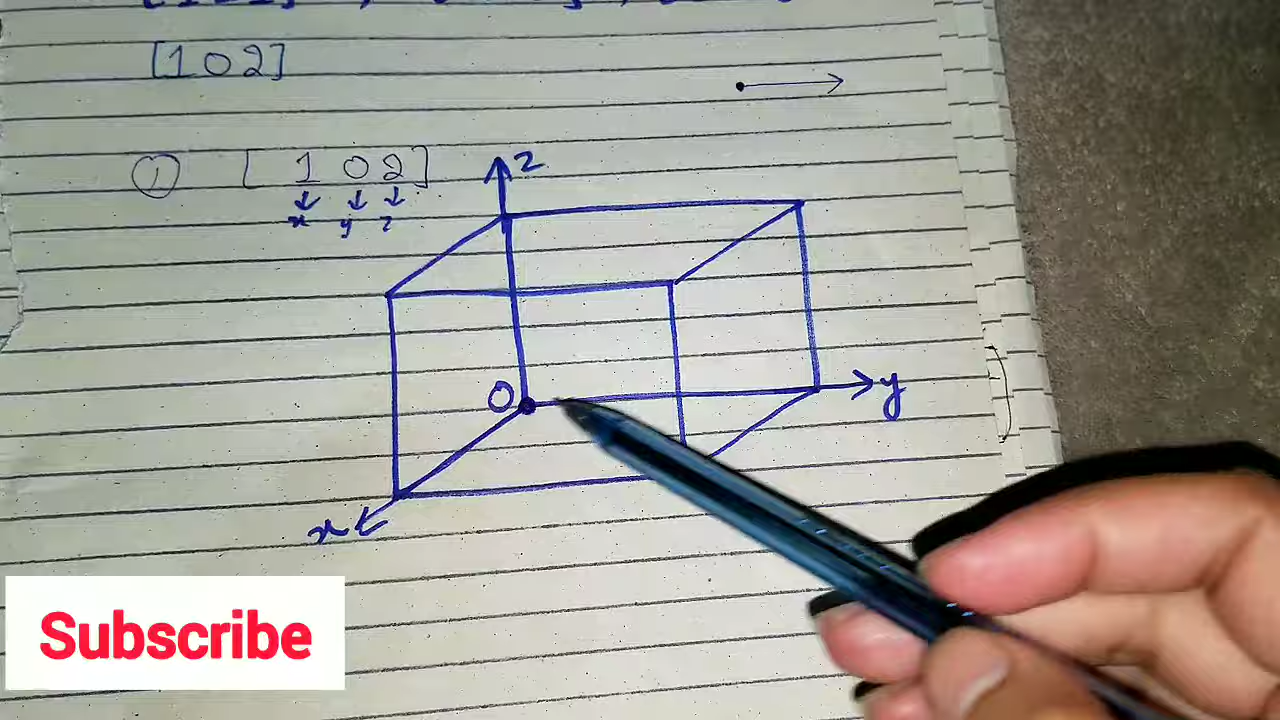 [1 0 2]
① [ 1 0 2 ]
x y z
z
O
y
x
Subscribe